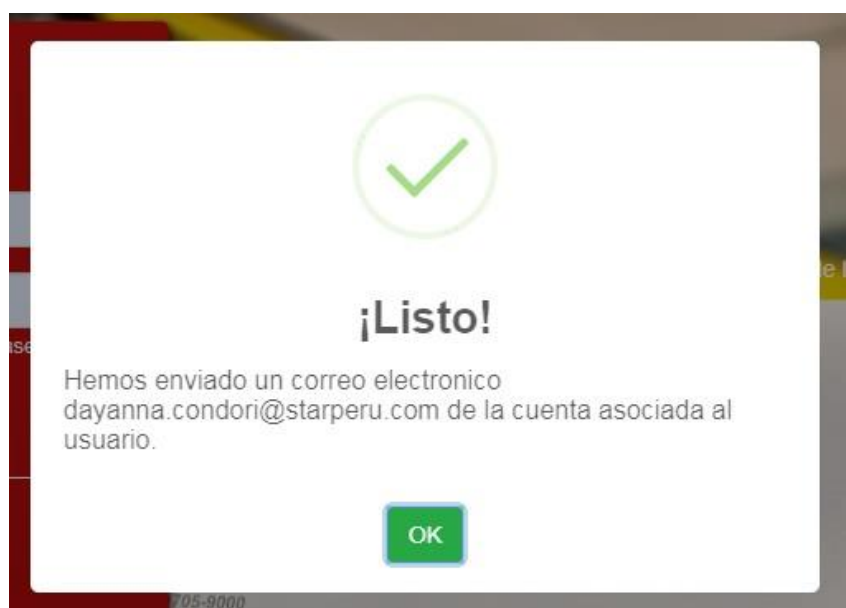 ¡Listo!
Hemos enviado un correo electronico
dayanna.condori@starperu.com de la cuenta asociada al
usuario.
OK
705-9000